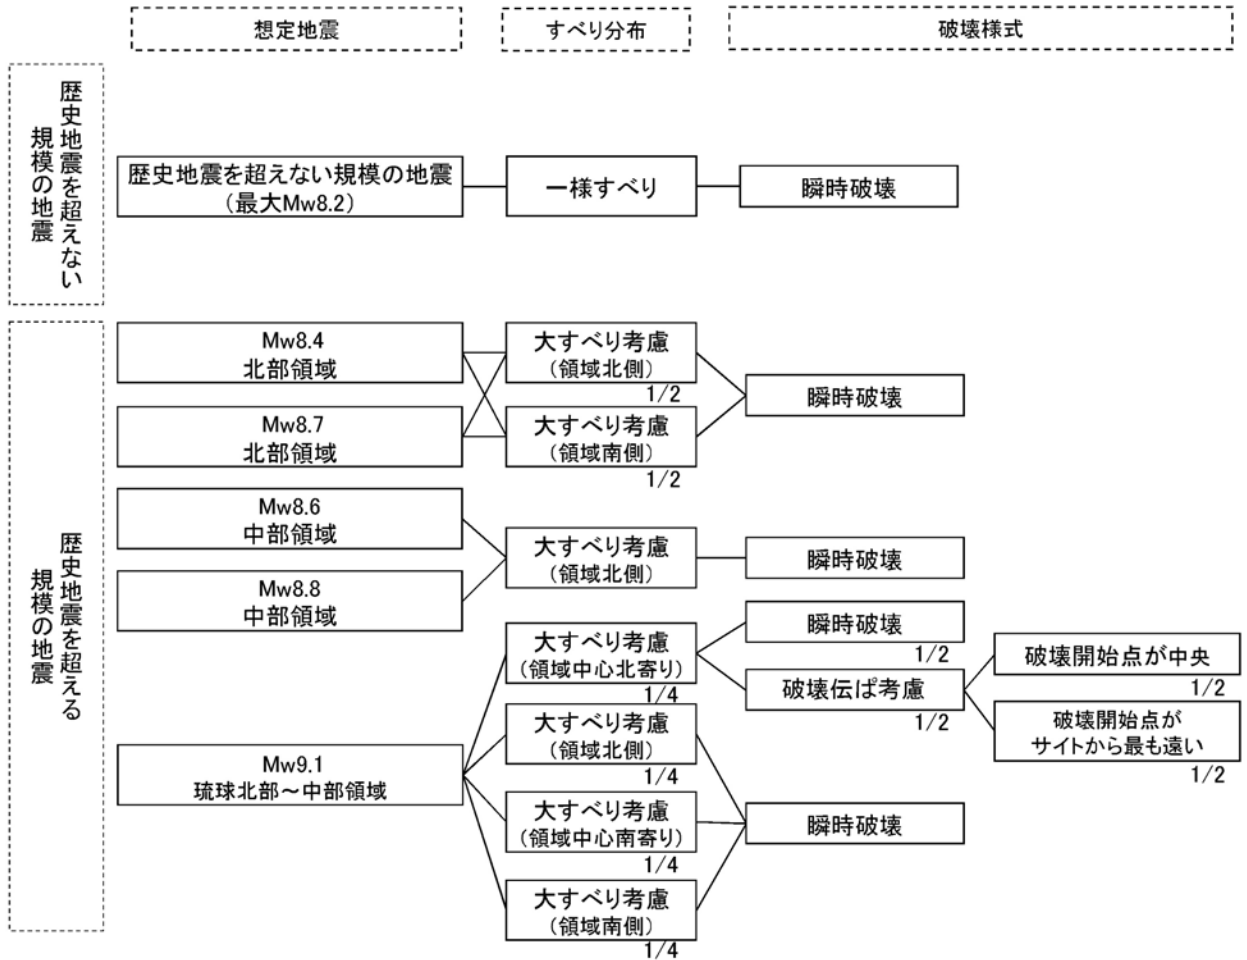 想定地震
すべり分布
破壊様式
歴史地震を超えない
規模の地震
歴史地震を超えない規模の地震
（最大Mw8.2）
一様すべり
瞬時破壊
歴史地震を超える
規模の地震
Mw8.4
北部領域
Mw8.7
北部領域
大すべり考慮
（領域北側）
1/2
大すべり考慮
（領域南側）
1/2
瞬時破壊
Mw8.6
中部領域
Mw8.8
中部領域
大すべり考慮
（領域北側）
瞬時破壊
Mw9.1
琉球北部～中部領域
大すべり考慮
（領域中心北寄り）
1/4
瞬時破壊
1/2
破壊伝ぱ考慮
1/2
破壊開始点が中央
1/2
破壊開始点が
サイトから最も遠い
1/2
大すべり考慮
（領域北側）
1/4
大すべり考慮
（領域中心南寄り）
1/4
大すべり考慮
（領域南側）
1/4
瞬時破壊